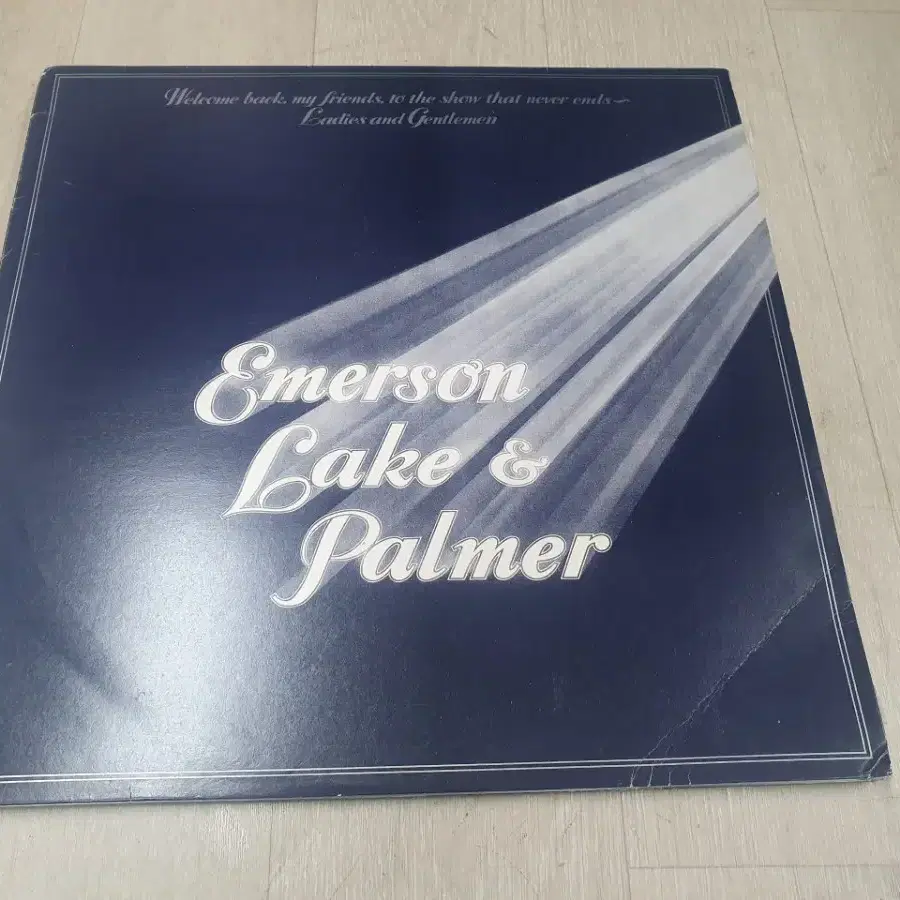 Welcome back, my friends, to the show that never ends~
Ladies and Gentlemen
Emerson
Lake &
Palmer